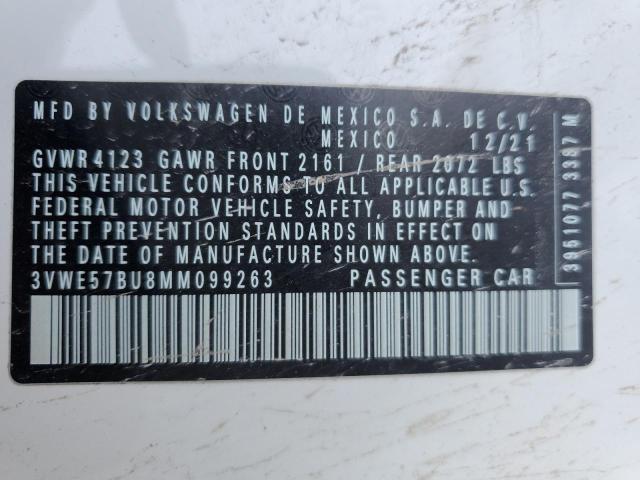 MFD BY VOLKSWAGEN DE MEXICO S.A. DE C.V.
MEXICO 12/21
GVWR 4123 GAWR FRONT 2161 / REAR 2072 LBS
THIS VEHICLE CONFORMS TO ALL APPLICABLE U.S.
FEDERAL MOTOR VEHICLE SAFETY, BUMPER AND
THEFT PREVENTION STANDARDS IN EFFECT ON
THE DATE OF MANUFACTURE SHOWN ABOVE.
3VWE57BU8MM099263 PASSENGER CAR
3951077 3387 M